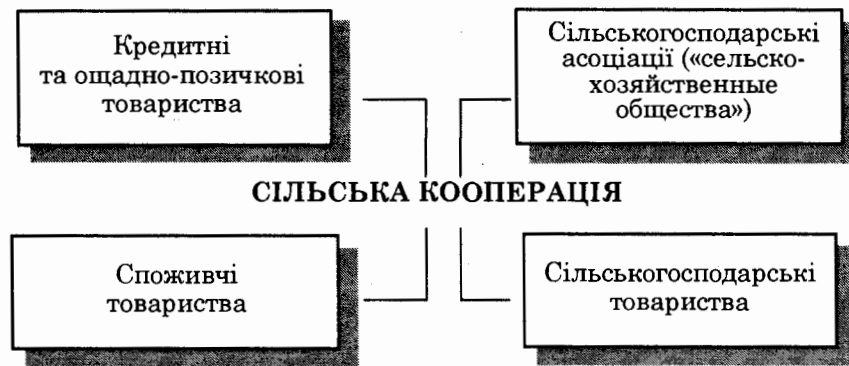 Кредитні
та ощадно-позичкові
товариства
Сільськогосподарські
асоціації («сельско-
хозяйственные
общества»)
СІЛЬСЬКА КООПЕРАЦІЯ
Споживчі
товариства
Сільськогосподарські
товариства